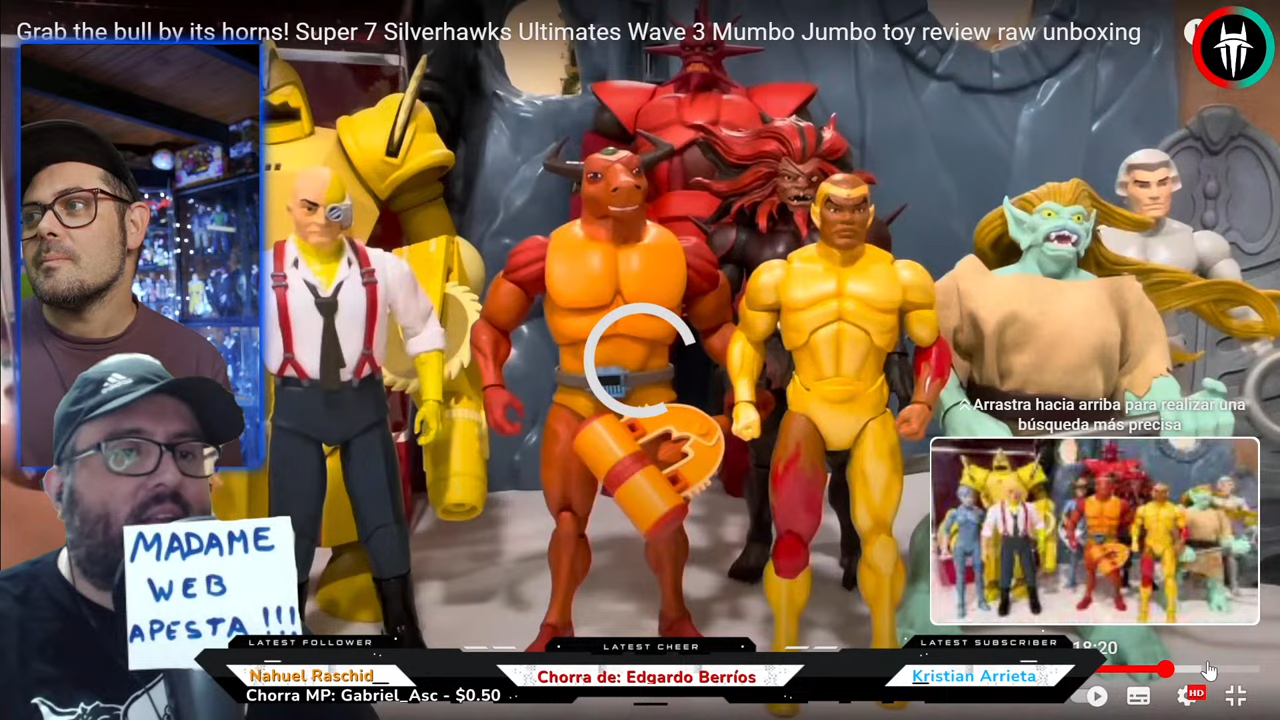 Grab the bull by its horns! Super 7 Silverhawks Ultimates Wave 3 Mumbo Jumbo toy review raw unboxing
Arrastra hacia arriba para realizar una
búsqueda más precisa
MADAME
WEB
APESTA !!!
LATEST FOLLOWER
LATEST CHEER
LATEST SUBSCRIBER
18:20
Nahuel Raschid
Chorra de: Edgardo Berríos
Kristian Arrieta
Chorra MP: Gabriel_Asc - $0.50
HD